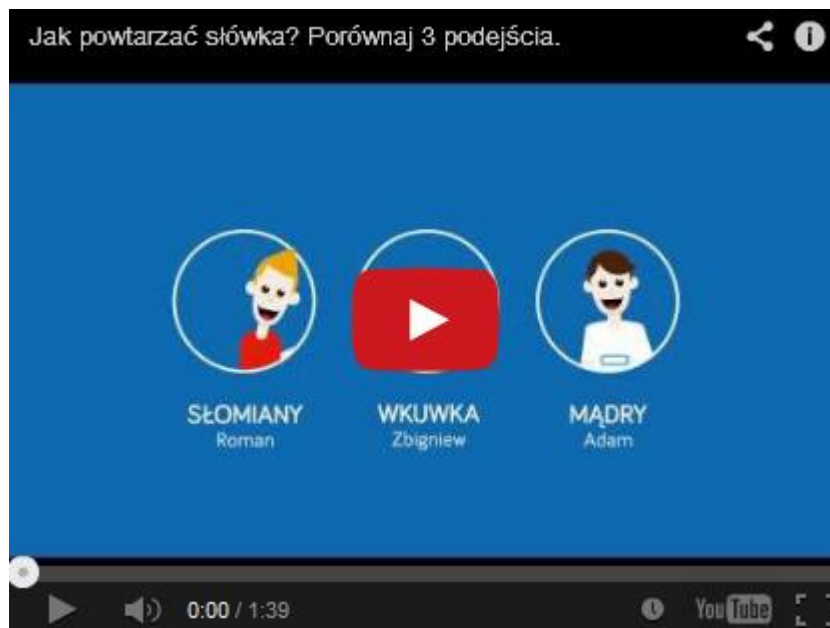 Jak powtarzać słówka? Porównaj 3 podejścia.
SŁOMIANY WKUWKA MĄDRY
Roman Zbigniew Adam
0:00 / 1:39 YouTube